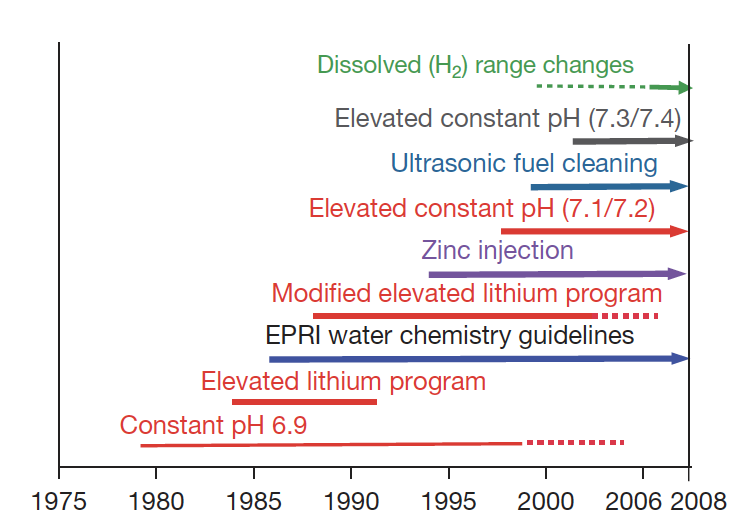 Dissolved (H₂) range changes
Elevated constant pH (7.3/7.4)
Ultrasonic fuel cleaning
Elevated constant pH (7.1/7.2)
Zinc injection
Modified elevated lithium program
EPRI water chemistry guidelines
Elevated lithium program
Constant pH 6.9
1975 1980 1985 1990 1995 2000 2006 2008